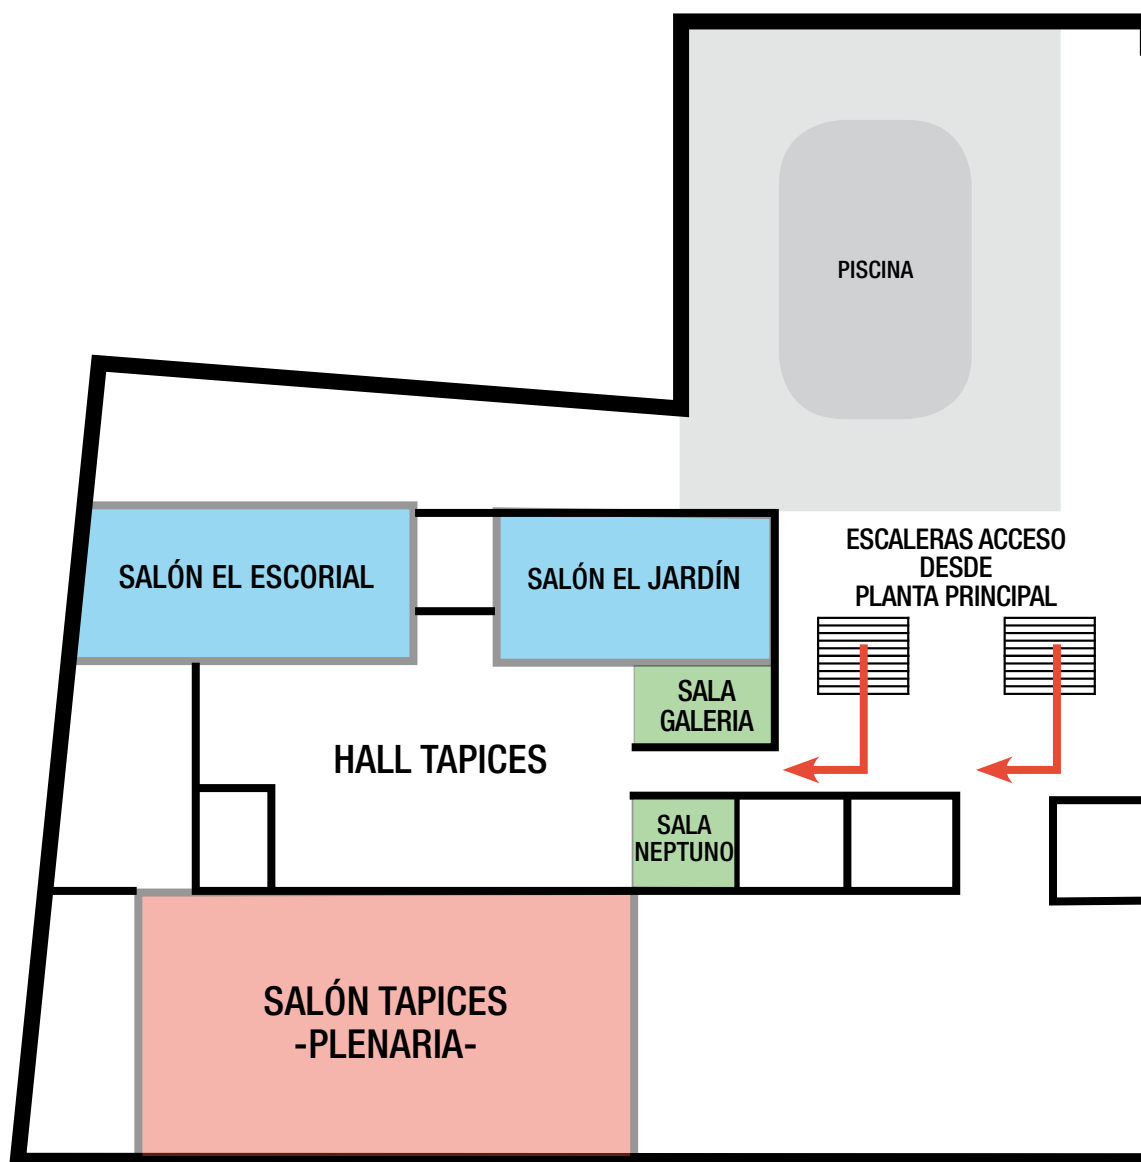 PISCINA
ESCALERAS ACCESO
DESDE
PLANTA PRINCIPAL
SALÓN EL ESCORIAL
SALÓN EL JARDÍN
SALA
GALERIA
HALL TAPICES
SALA
NEPTUNO
SALÓN TAPICES
-PLENARIA-